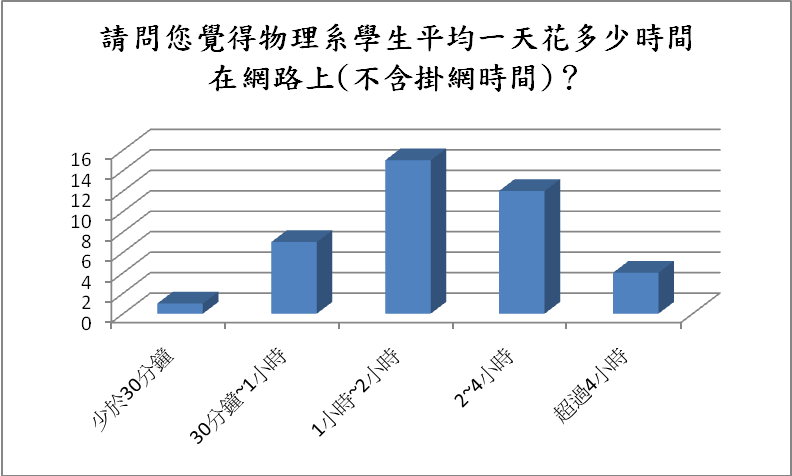 請問您覺得物理系學生平均一天花多少時間
在網路上(不含掛網時間)？
16
14
12
10
8
6
4
2
0
少於30分鐘
30分鐘~1小時
1小時~2小時
2~4小時
超過4小時